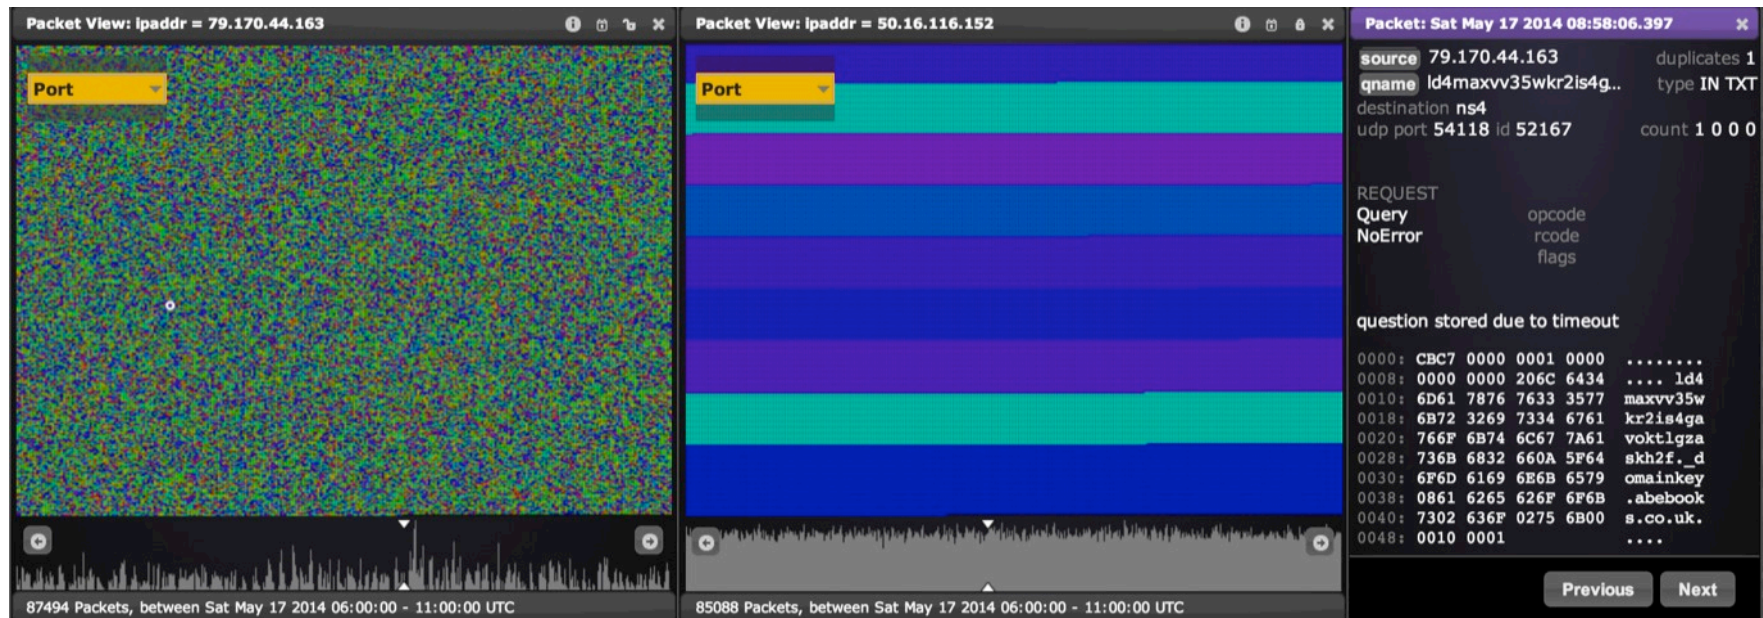 Packet View: ipaddr = 79.170.44.163
Port
87494 Packets, between Sat May 17 2014 06:00:00 - 11:00:00 UTC
Packet View: ipaddr = 50.16.116.152
Port
85088 Packets, between Sat May 17 2014 06:00:00 - 11:00:00 UTC
Packet: Sat May 17 2014 08:58:06.397
source 79.170.44.163 duplicates 1
qname ld4maxvv35wkr2is4g... type IN TXT
destination ns4
udp port 54118 id 52167 count 1 0 0 0
REQUEST
Query opcode
NoError rcode
flags
question stored due to timeout
0000: CBC7 0000 0001 0000 ........
0008: 0000 0000 206C 6434 .... ld4
0010: 6D61 7876 7633 3577 maxvv35w
0018: 6B72 3269 7334 6761 kr2is4ga
0020: 766F 6B74 6C67 7A61 voktlgza
0028: 736B 6832 660A 5F64 skh2f._d
0030: 6F6D 6169 6E6B 6579 omainkey
0038: 0861 6265 626F 6F6B .abebook
0040: 7302 636F 0275 6B00 s.co.uk.
0048: 0010 0001 ....
Previous Next